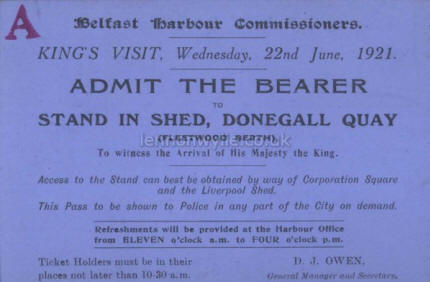 A
Belfast Harbour Commissioners.
KING'S VISIT, Wednesday, 22nd June, 1921.
ADMIT THE BEARER
TO
STAND IN SHED, DONEGALL QUAY
(FLEETWOOD BERTH),
lennonwylie.co.uk
To witness the Arrival of His Majesty the King.
Access to the Stand can best be obtained by way of Corporation Square
and the Liverpool Shed.
This Pass to be shown to Police in any part of the City on demand.
Refreshments will be provided at the Harbour Office
from ELEVEN o'clock a.m. to FOUR o'clock p.m.
Ticket Holders must be in their
places not later than 10-30 a.m.
D. J. OWEN,
General Manager and Secretary.